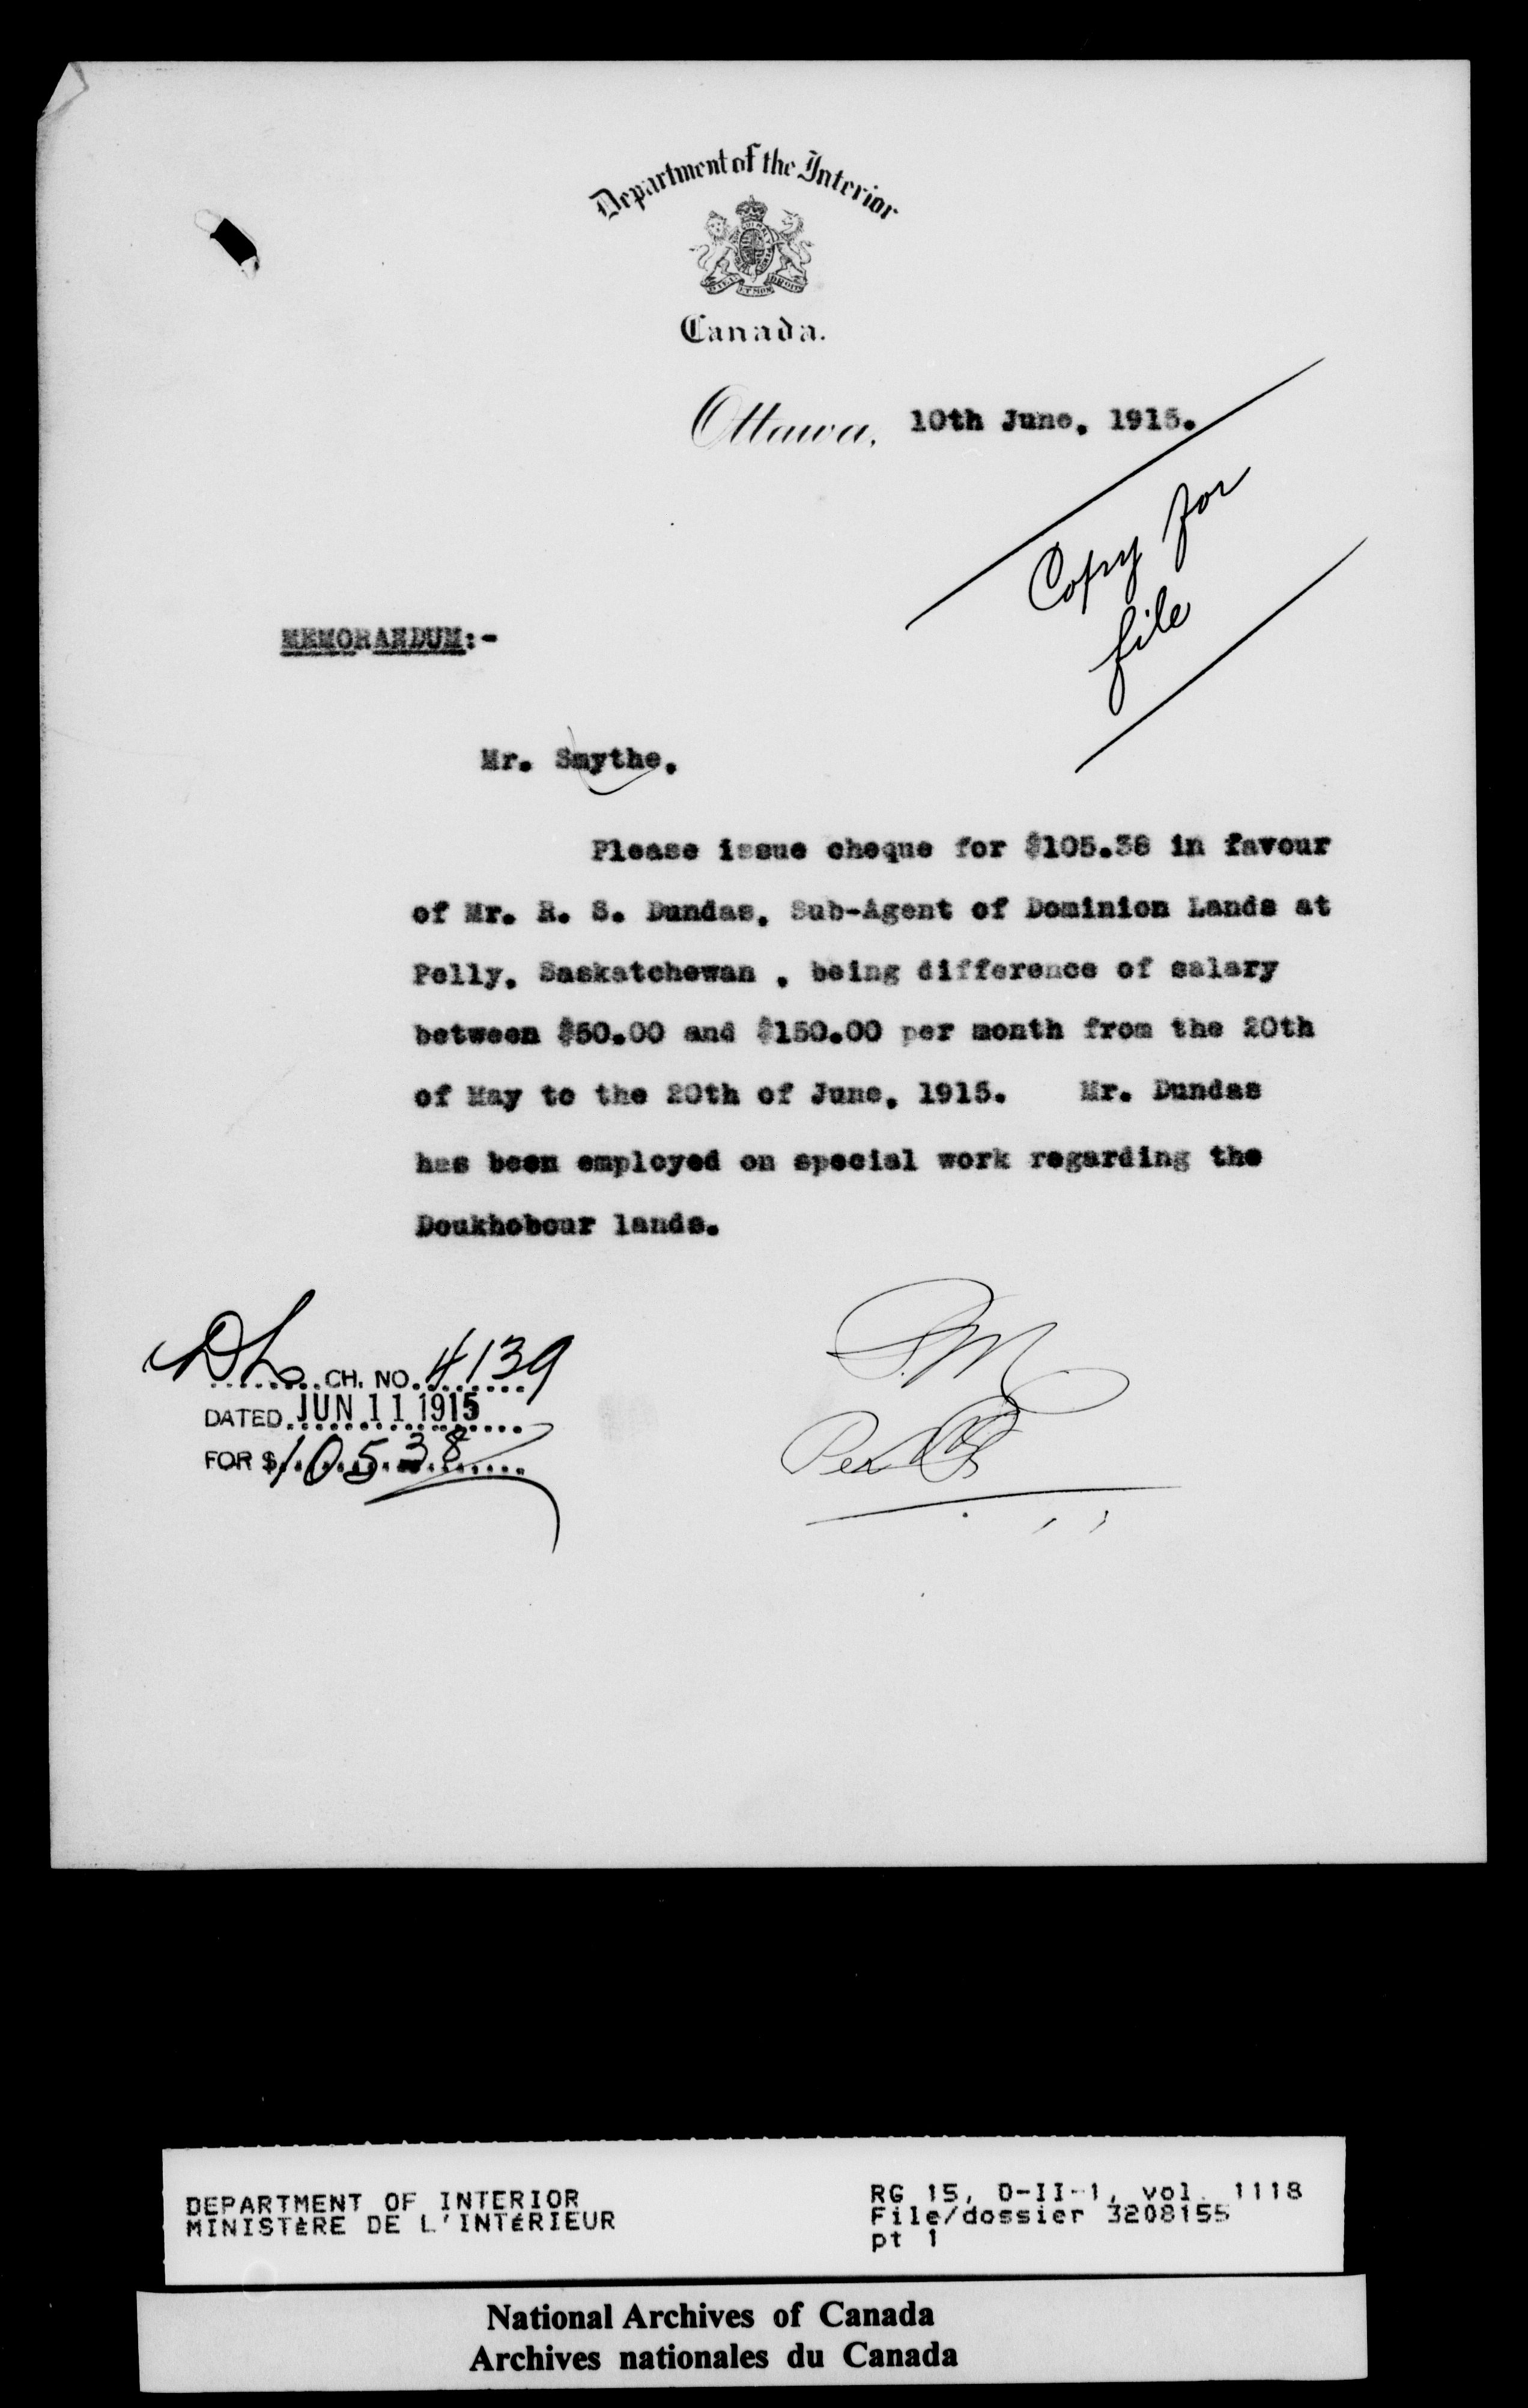 Department of the Interior
Canada.
Ottawa, 10th June, 1915.
Copy for
file
MEMORANDUM:-
Mr. Smythe.
Please issue cheque for $105.38 in favour
of Mr. R. S. Dundas, Sub-Agent of Dominion Lands at
Pelly, Saskatchewan , being difference of salary
between $50.00 and $150.00 per month from the 20th
of May to the 20th of June, 1915. Mr. Dundas
has been employed on special work regarding the
Doukhobour lands.
CH. NO. 4139
DATED JUN 11 1915
FOR $ 105.38
Per
DEPARTMENT OF INTERIOR
MINISTÈRE DE L'INTÉRIEUR
RG 15, D-II-1, vol. 1118
File/dossier 3208155
pt 1
National Archives of Canada
Archives nationales du Canada